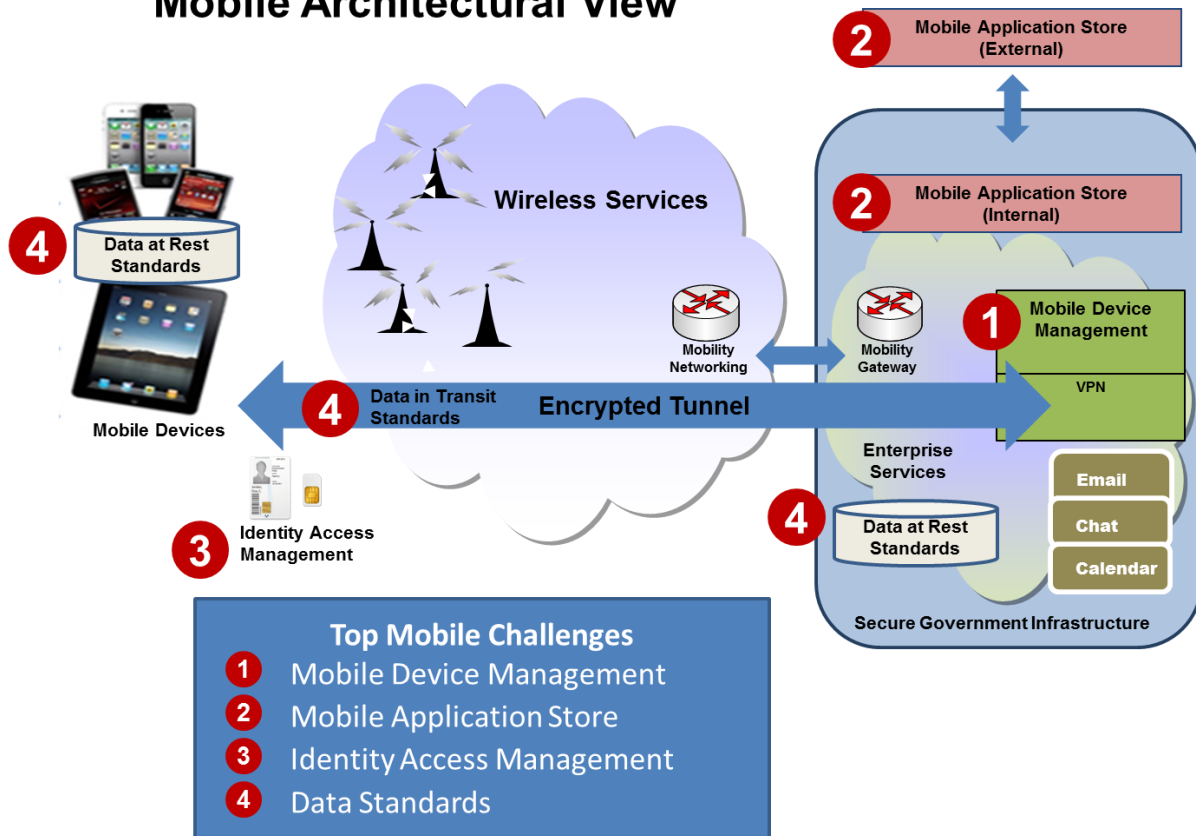 Mobile Architectural View
2
Mobile Application Store
(External)
2
Mobile Application Store
(Internal)
Wireless Services
4
Data at Rest
Standards
Mobile Devices
Mobility
Networking
Mobility
Gateway
1
Mobile Device
Management
VPN
4
Data in Transit
Standards
Encrypted Tunnel
Enterprise
Services
4
Data at Rest
Standards
Email
Chat
Calendar
Secure Government Infrastructure
3
Identity Access
Management
Top Mobile Challenges
1 Mobile Device Management
2 Mobile Application Store
3 Identity Access Management
4 Data Standards